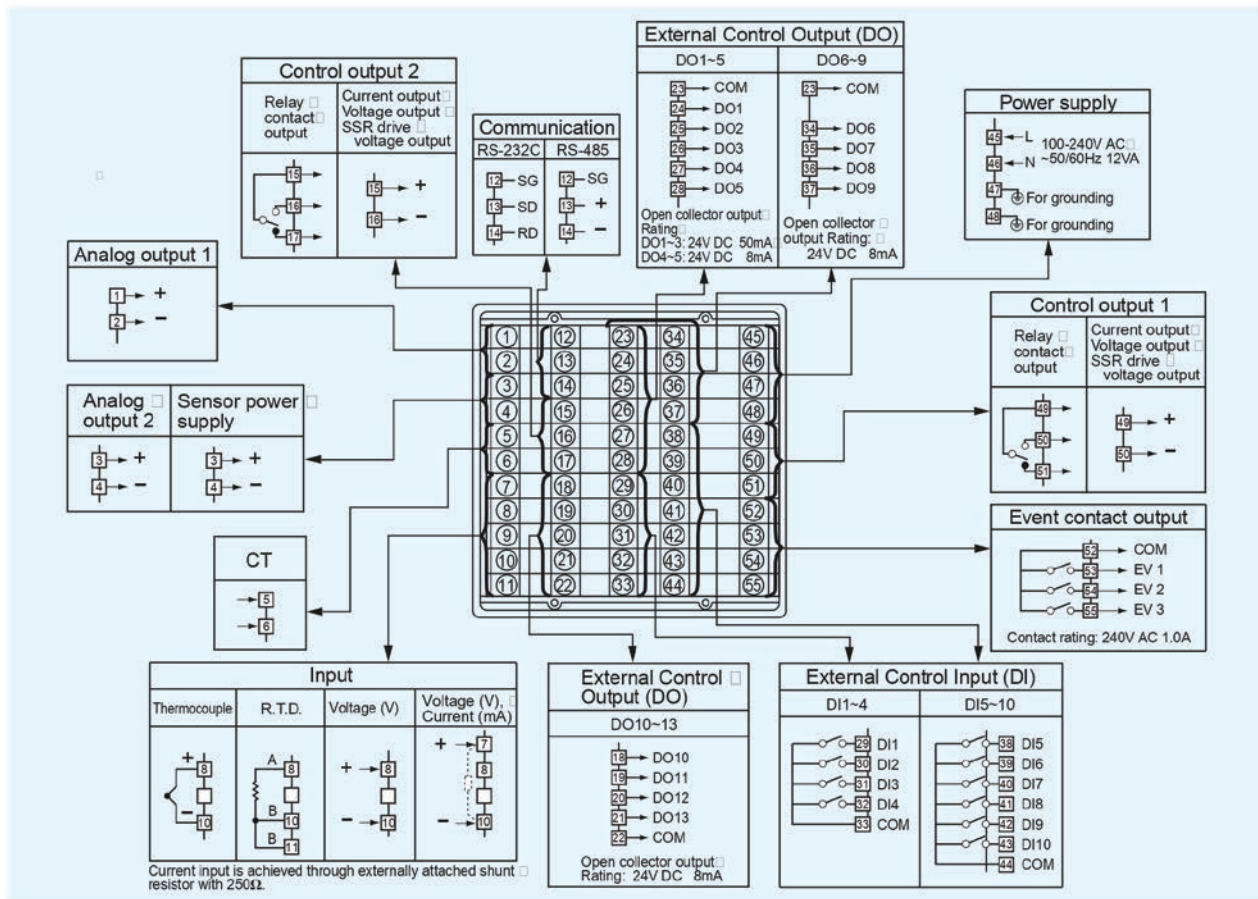 External Control Output (DO)
DO1~5
DO6~9
23 COM
24 DO1
25 DO2
26 DO3
27 DO4
28 DO5
Open collector output
Rating
DO1~3: 24V DC 50mA
DO4~5: 24V DC 8mA
23 COM
34 DO6
35 DO7
36 DO8
37 DO9
Open collector
output Rating:
24V DC 8mA
Control output 2
Relay
contact
output
15
16
17
Current output
Voltage output
SSR drive
voltage output
15 +
16 −
Communication
RS-232C
RS-485
12 SG
13 SD
14 RD
12 SG
13 +
14 −
Power supply
45 L
46 N
100-240V AC
~50/60Hz 12VA
47 For grounding
48 For grounding
Analog output 1
1 +
2 −
Analog
output 2
3 +
4 −
Sensor power
supply
3 +
4 −
CT
5
6
1 12 23 34 45
2 13 24 35 46
3 14 25 36 47
4 15 26 37 48
5 16 27 38 49
6 17 28 39 50
7 18 29 40 51
8 19 30 41 52
9 20 31 42 53
10 21 32 43 54
11 22 33 44 55
Control output 1
Relay
contact
output
49
50
51
Current output
Voltage output
SSR drive
voltage output
49 +
50 −
Event contact output
52 COM
53 EV 1
54 EV 2
55 EV 3
Contact rating: 240V AC 1.0A
Input
Thermocouple
+ 8
− 10
R.T.D.
A 8
B 10
B 11
Voltage (V)
+ 8
− 10
Voltage (V),
Current (mA)
+ 7
8
− 10
Current input is achieved through externally attached shunt
resistor with 250Ω.
External Control
Output (DO)
DO10~13
18 DO10
19 DO11
20 DO12
21 DO13
22 COM
Open collector output
Rating: 24V DC 8mA
External Control Input (DI)
DI1~4
29 DI1
30 DI2
31 DI3
32 DI4
33 COM
DI5~10
38 DI5
39 DI6
40 DI7
41 DI8
42 DI9
43 DI10
44 COM